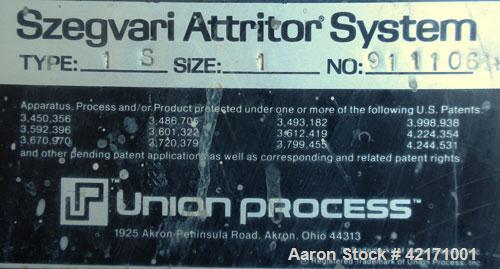 Szegvari Attritor® System
TYPE: 1 S SIZE: 1 NO: 911106
Apparatus, Process and/or Product protected under one or more of the following U.S. Patents:
3,450,356 3,486,705 3,493,182 3,998,938
3,592,396 3,601,322 3,612,419 4,224,354
3,670,970 3,720,379 3,799,455 4,244,531
and other pending patent applications as well as corresponding and related patent rights.
UNION PROCESS™
1925 Akron-Peninsula Road, Akron, Ohio 44313
Aaron Stock # 42171001
® Registered Trademark of Union Process, Inc.